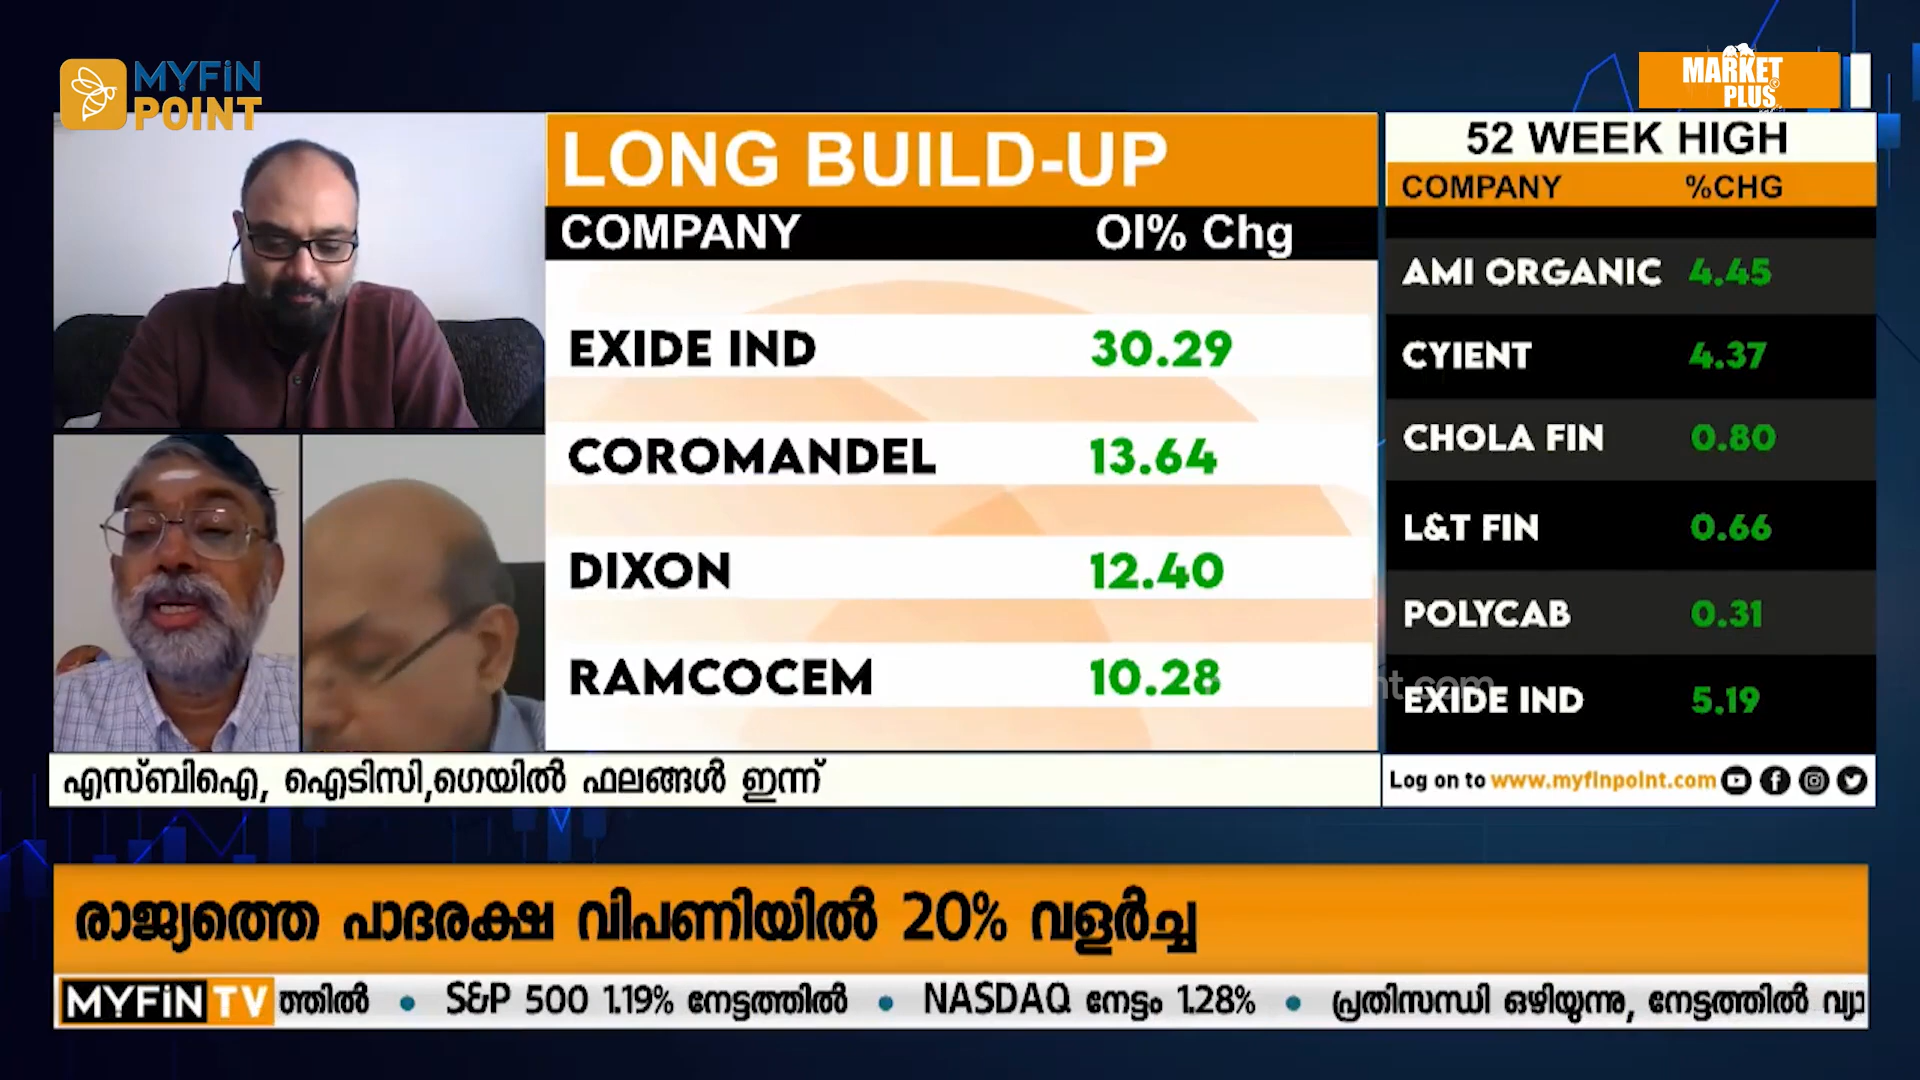 MYFiN
POINT
MARKET
PLUS
LONG BUILD-UP
COMPANY OI% Chg
EXIDE IND 30.29
COROMANDEL 13.64
DIXON 12.40
RAMCOCEM 10.28
52 WEEK HIGH
COMPANY %CHG
AMI ORGANIC 4.45
CYIENT 4.37
CHOLA FIN 0.80
L&T FIN 0.66
POLYCAB 0.31
EXIDE IND 5.19
എസ്ബിഐ, ഐടിസി,ഗെയിൽ ഫലങ്ങൾ ഇന്ന്
Log on to www.myfinpoint.com
രാജ്യത്തെ പാദരക്ഷ വിപണിയിൽ 20% വളർച്ച
MYFiN TV ത്തിൽ • S&P 500 1.19% നേട്ടത്തിൽ • NASDAQ നേട്ടം 1.28% • പ്രതിസന്ധി ഒഴിയുന്നു, നേട്ടത്തിൽ വ്യാ